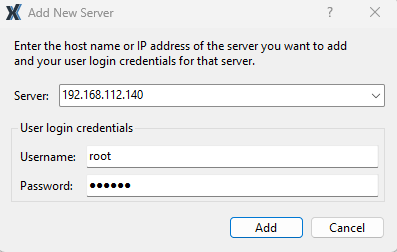 Add New Server
Enter the host name or IP address of the server you want to add
and your user login credentials for that server.
Server: 192.168.112.140
User login credentials
Username: root
Password: ●●●●●●
Add Cancel